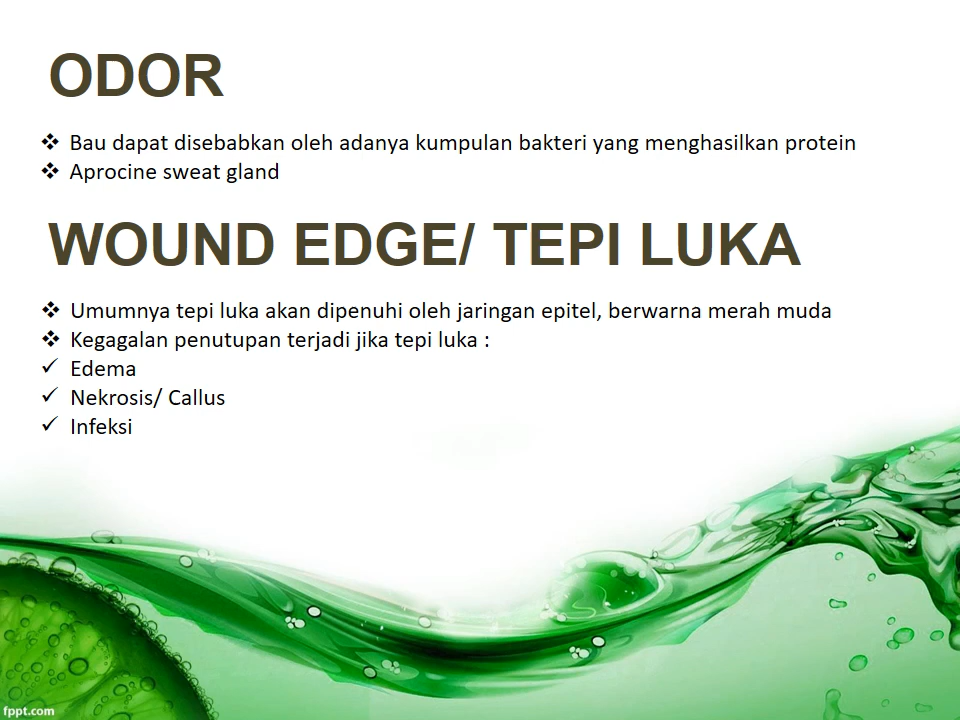 ODOR
❖ Bau dapat disebabkan oleh adanya kumpulan bakteri yang menghasilkan protein
❖ Aprocine sweat gland
WOUND EDGE/ TEPI LUKA
❖ Umumnya tepi luka akan dipenuhi oleh jaringan epitel, berwarna merah muda
❖ Kegagalan penutupan terjadi jika tepi luka :
✓ Edema
✓ Nekrosis/ Callus
✓ Infeksi
fppt.com